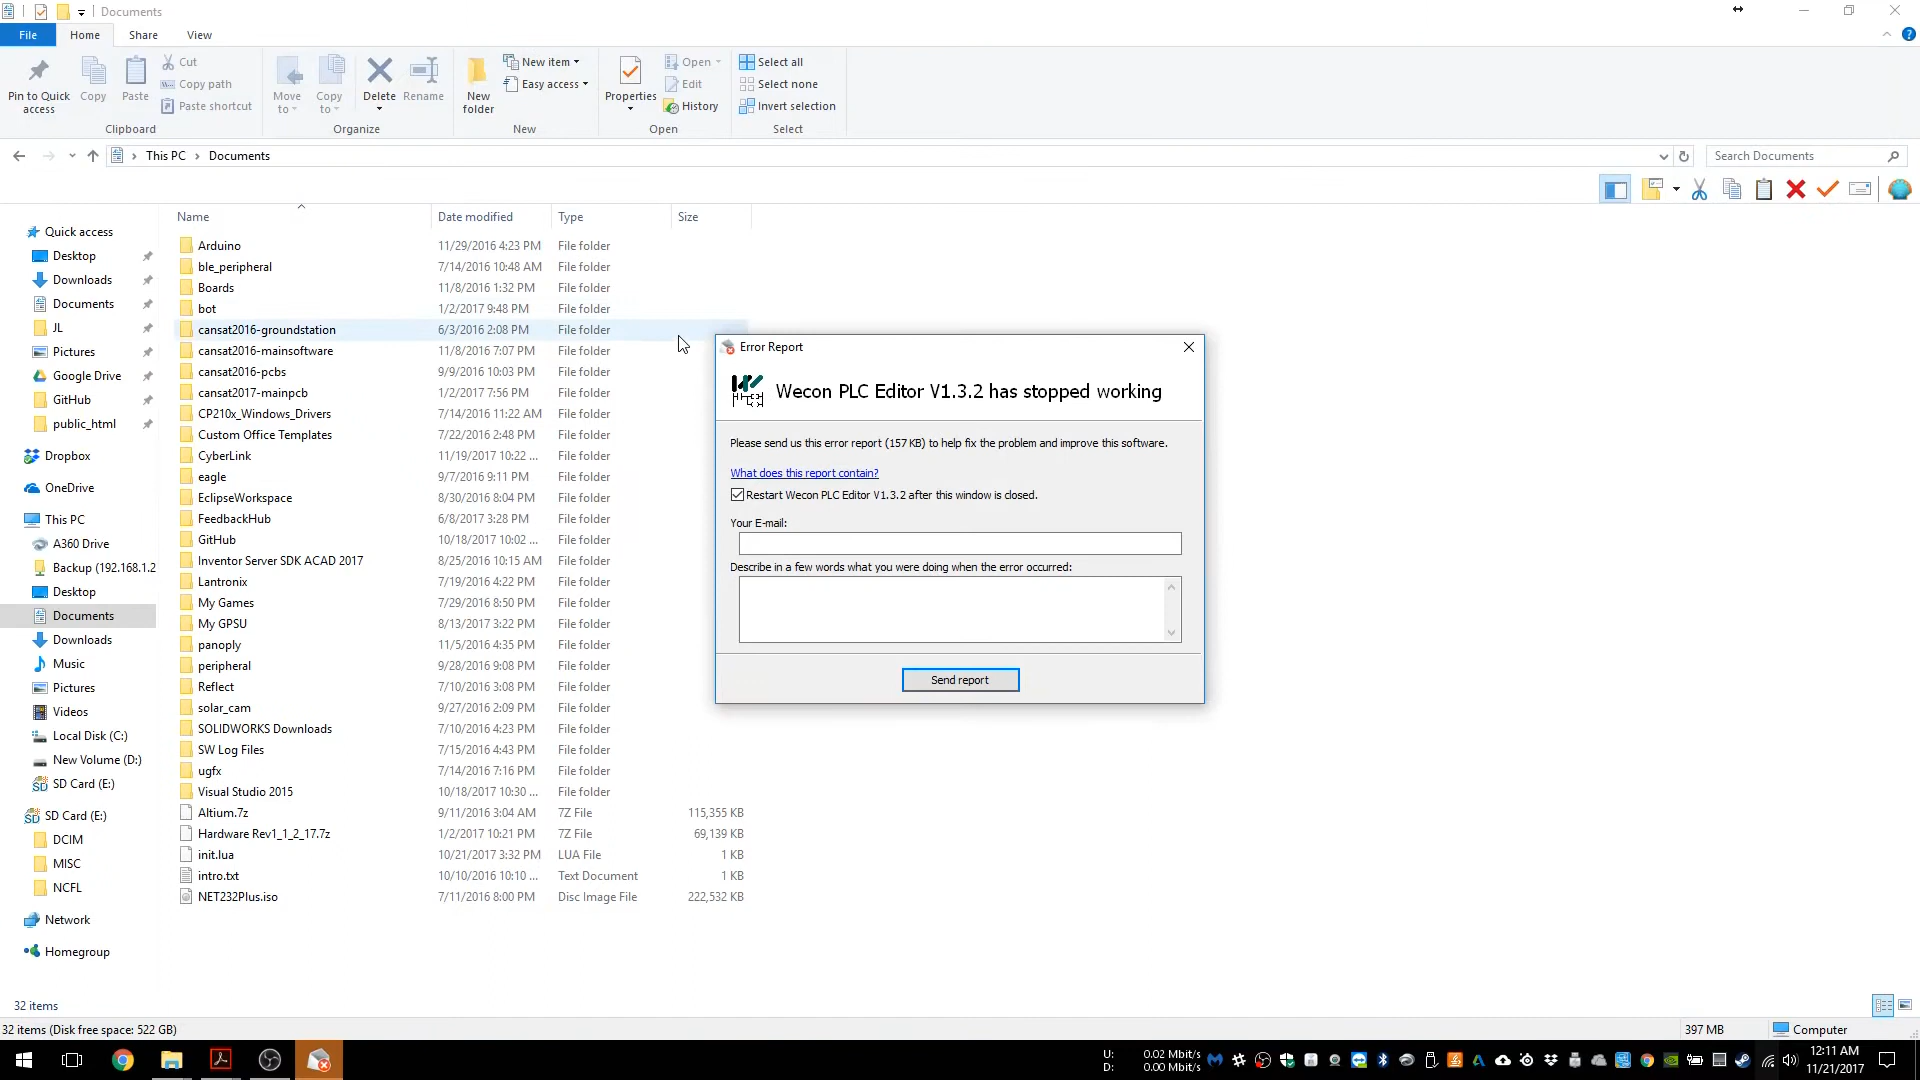 Documents
File Home Share View
Pin to Quick access
Copy
Paste
Cut
Copy path
Paste shortcut
Clipboard
Move to
Copy to
Delete
Rename
Organize
New folder
New item
Easy access
New
Properties
Open
Edit
History
Open
Select all
Select none
Invert selection
Select
This PC > Documents
Search Documents
Name Date modified Type Size
Quick access
Desktop
Downloads
Documents
JL
Pictures
Google Drive
GitHub
public_html
Dropbox
OneDrive
This PC
A360 Drive
Backup (192.168.1.2
Desktop
Documents
Downloads
Music
Pictures
Videos
Local Disk (C:)
New Volume (D:)
SD Card (E:)
SD Card (E:)
DCIM
MISC
NCFL
Network
Homegroup
Arduino 11/29/2016 4:23 PM File folder
ble_peripheral 7/14/2016 10:48 AM File folder
Boards 11/8/2016 1:32 PM File folder
bot 1/2/2017 9:48 PM File folder
cansat2016-groundstation 6/3/2016 2:08 PM File folder
cansat2016-mainsoftware 11/8/2016 7:07 PM File folder
cansat2016-pcbs 9/9/2016 10:03 PM File folder
cansat2017-mainpcb 1/2/2017 7:56 PM File folder
CP210x_Windows_Drivers 7/14/2016 11:22 AM File folder
Custom Office Templates 7/22/2016 2:48 PM File folder
CyberLink 11/19/2017 10:22 ... File folder
eagle 9/7/2016 9:11 PM File folder
EclipseWorkspace 8/30/2016 8:04 PM File folder
FeedbackHub 6/8/2017 3:28 PM File folder
GitHub 10/18/2017 10:02 ... File folder
Inventor Server SDK ACAD 2017 8/25/2016 10:15 AM File folder
Lantronix 7/19/2016 4:22 PM File folder
My Games 7/29/2016 8:50 PM File folder
My GPSU 8/13/2017 3:22 PM File folder
panoply 11/5/2016 4:35 PM File folder
peripheral 9/28/2016 9:08 PM File folder
Reflect 7/10/2016 3:08 PM File folder
solar_cam 9/27/2016 2:09 PM File folder
SOLIDWORKS Downloads 7/10/2016 4:23 PM File folder
SW Log Files 7/15/2016 4:43 PM File folder
ugfx 7/14/2016 7:16 PM File folder
Visual Studio 2015 10/18/2017 10:30 ... File folder
Altium.7z 9/11/2016 3:04 AM 7Z File 115,355 KB
Hardware Rev1_1_2_17.7z 1/2/2017 10:21 PM 7Z File 69,139 KB
init.lua 10/21/2017 3:32 PM LUA File 1 KB
intro.txt 10/10/2016 10:10 ... Text Document 1 KB
NET232Plus.iso 7/11/2016 8:00 PM Disc Image File 222,532 KB
Error Report
Wecon PLC Editor V1.3.2 has stopped working
Please send us this error report (157 KB) to help fix the problem and improve this software.
What does this report contain?
Restart Wecon PLC Editor V1.3.2 after this window is closed.
Your E-mail:
Describe in a few words what you were doing when the error occurred:
Send report
32 items
32 items (Disk free space: 522 GB) 397 MB Computer
U: 0.02 Mbit/s
D: 0.00 Mbit/s
12:11 AM
11/21/2017